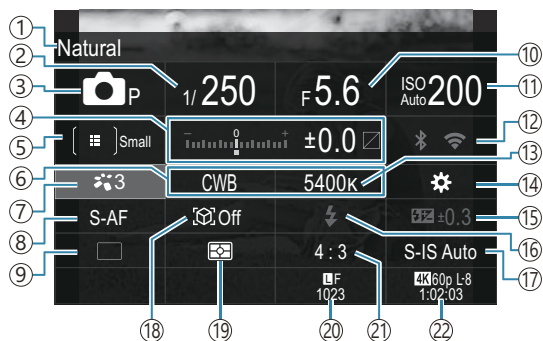 ① Natural
② 1/250 F5.6 ⑩
③ P ISO Auto 200 ⑪
④ − 0 + ±0.0 ⑫
⑤ Small ⑬
⑥ CWB 5400K
⑦ 3 ⑭
⑧ S-AF Off ±0.3 ⑮
⑨ 4 : 3 S-IS Auto ⑯
⑰
LF 4K 60p L-8
1023 1:02:03
⑱ ⑲ ⑳ ㉑ ㉒